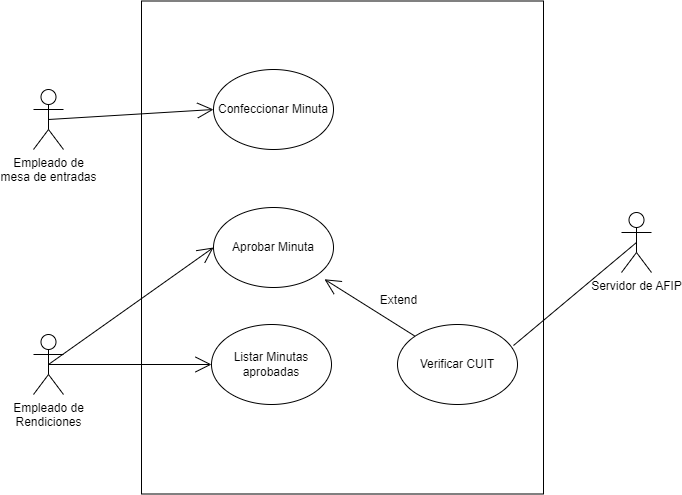 Confeccionar Minuta
Empleado de
mesa de entradas
Aprobar Minuta
Servidor de AFIP
Extend
Listar Minutas
aprobadas
Verificar CUIT
Empleado de
Rendiciones